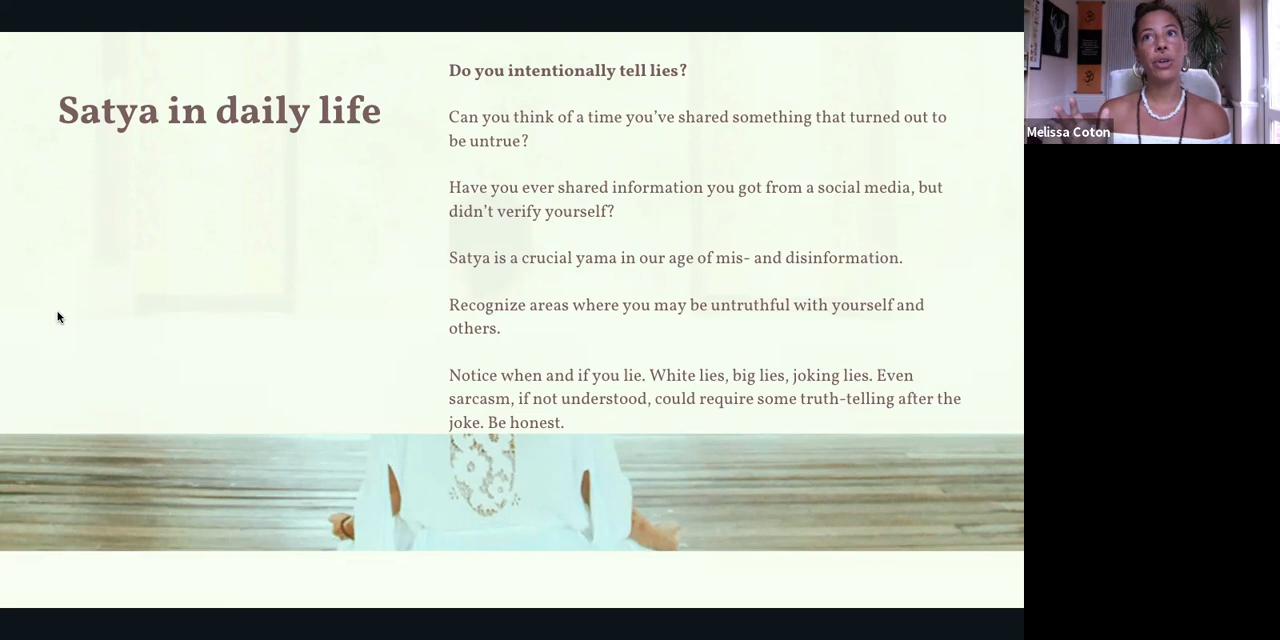 Satya in daily life
Do you intentionally tell lies?
Can you think of a time you’ve shared something that turned out to
be untrue?
Have you ever shared information you got from a social media, but
didn’t verify yourself?
Satya is a crucial yama in our age of mis- and disinformation.
Recognize areas where you may be untruthful with yourself and
others.
Notice when and if you lie. White lies, big lies, joking lies. Even
sarcasm, if not understood, could require some truth-telling after the
joke. Be honest.
Melissa Coton